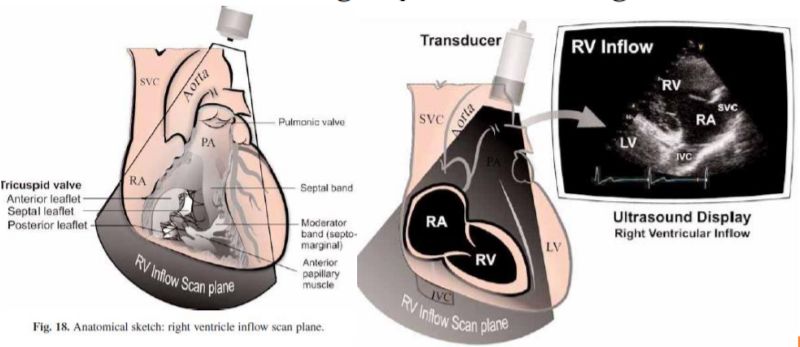 SVC
Aorta
Pulmonic valve
PA
RA
Septal band
Tricuspid valve
Anterior leaflet
Septal leaflet
Posterior leaflet
Moderator
band (septo-
marginal)
Anterior
papillary
muscle
RV Inflow Scan plane
Fig. 18. Anatomical sketch: right ventricle inflow scan plane.
Transducer
SVC
Aorta
PA
RA
RV
LV
IVC
RV Inflow Scan plane
RV Inflow
RV
SVC
RA
LV
IVC
Ultrasound Display
Right Ventricular Inflow